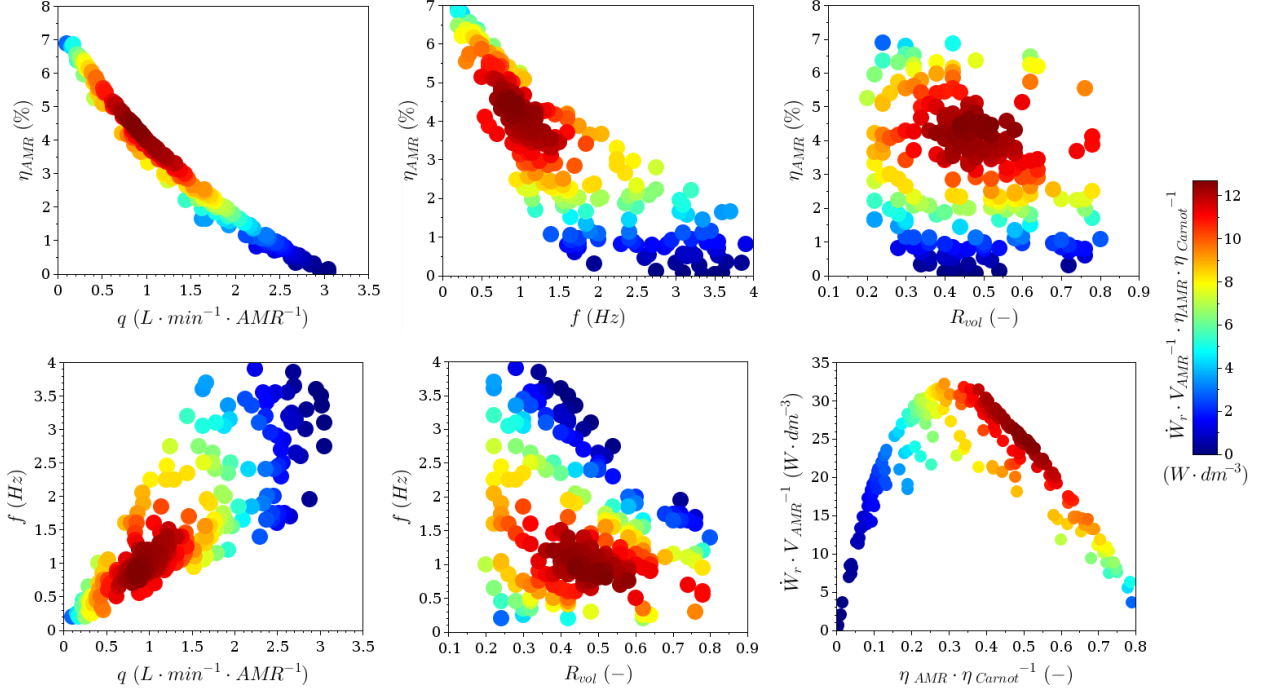 8
7
6
5
4
3
2
1
0
η_AMR (%)
0 0.5 1 1.5 2 2.5 3 3.5
q (L · min⁻¹ · AMR⁻¹)
7
6
5
4
3
2
1
0
η_AMR (%)
0 0.5 1 1.5 2 2.5 3 3.5 4
f (Hz)
8
7
6
5
4
3
2
1
0
η_AMR (%)
0.1 0.2 0.3 0.4 0.5 0.6 0.7 0.8 0.9
R_vol (−)
12
10
8
6
4
2
0
Ẇ_r · V_AMR⁻¹ · η_AMR · η_Carnot⁻¹
(W · dm⁻³)
4
3.5
3
2.5
2
1.5
1
0.5
0
f (Hz)
0 0.5 1 1.5 2 2.5 3 3.5
q (L · min⁻¹ · AMR⁻¹)
4
3.5
3
2.5
2
1.5
1
0.5
0
f (Hz)
0.1 0.2 0.3 0.4 0.5 0.6 0.7 0.8 0.9
R_vol (−)
35
30
25
20
15
10
5
0
Ẇ_r · V_AMR⁻¹ (W · dm⁻³)
0 0.1 0.2 0.3 0.4 0.5 0.6 0.7 0.8
η_AMR · η_Carnot⁻¹ (−)